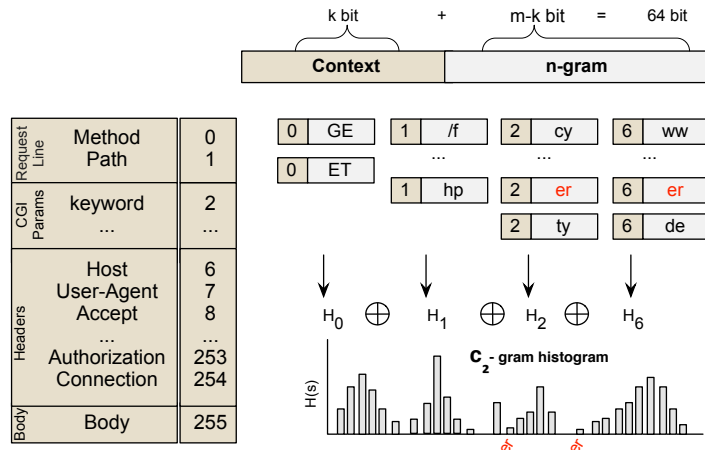 k bit + m-k bit = 64 bit
Context n-gram
Request Line
Method 0
Path 1
CGI Params
keyword 2
... ...
Headers
Host 6
User-Agent 7
Accept 8
... ...
Authorization 253
Connection 254
Body
Body 255
0 GE 1 /f 2 cy 6 ww
... ... ...
0 ET
1 hp 2 er 6 er
2 ty 6 de
H0 ⊕ H1 ⊕ H2 ⊕ H6
C2- gram histogram
H(s)
er er